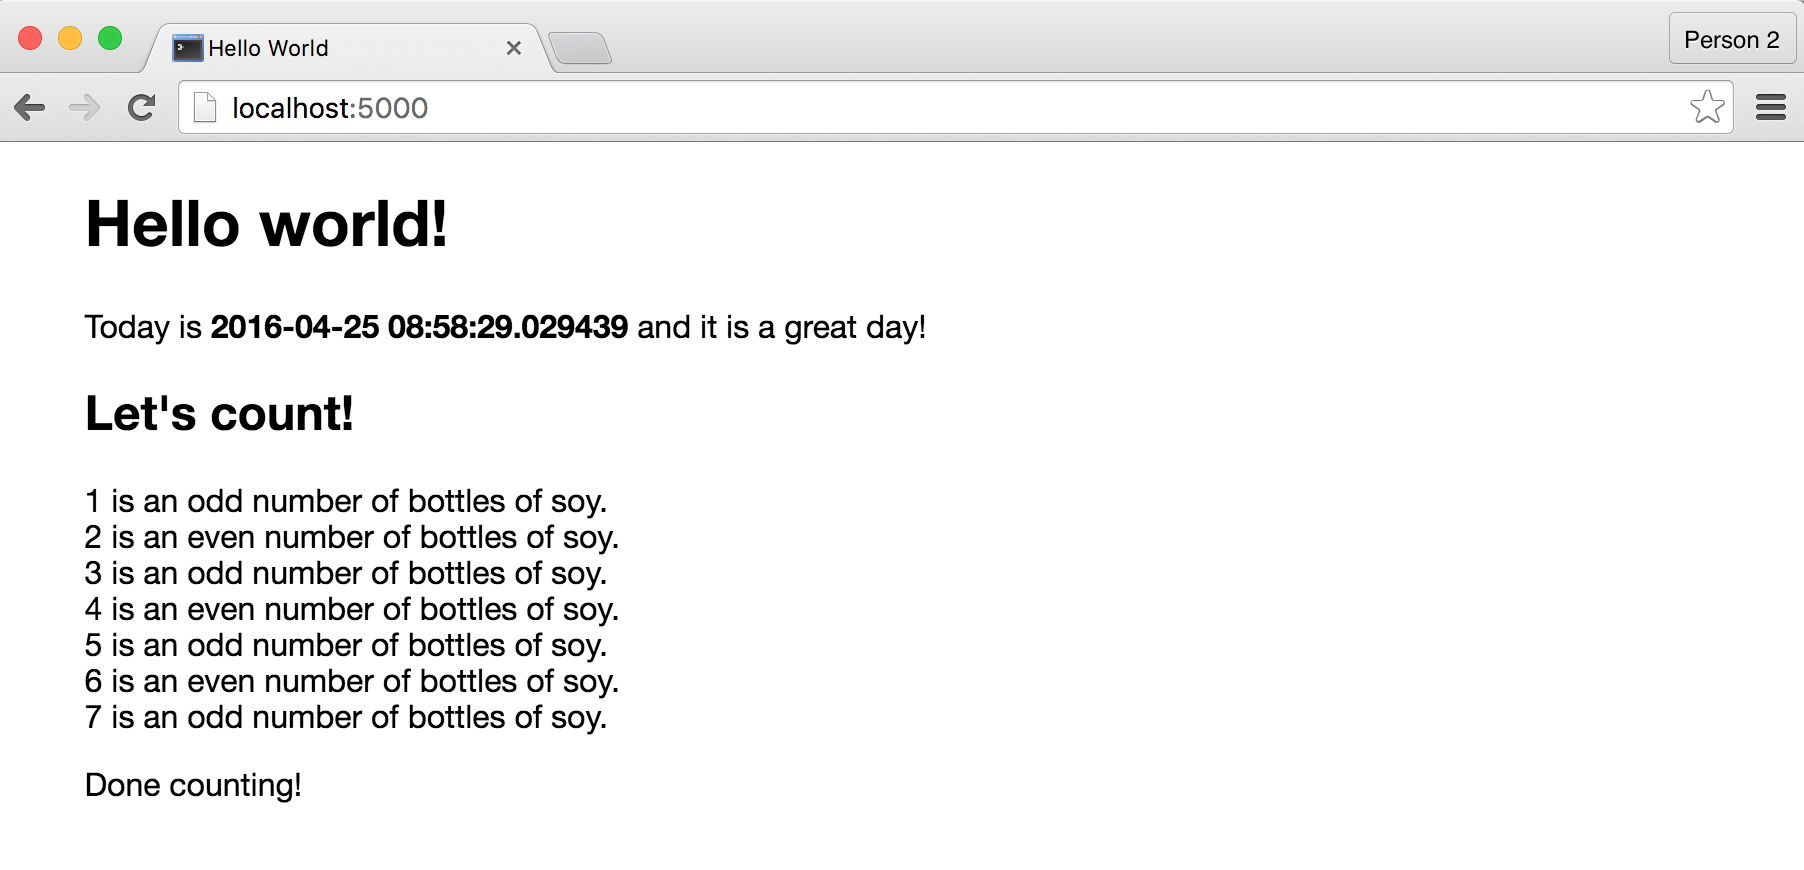 Hello World
Person 2
localhost:5000
Hello world!
Today is 2016-04-25 08:58:29.029439 and it is a great day!
Let's count!
1 is an odd number of bottles of soy.
2 is an even number of bottles of soy.
3 is an odd number of bottles of soy.
4 is an even number of bottles of soy.
5 is an odd number of bottles of soy.
6 is an even number of bottles of soy.
7 is an odd number of bottles of soy.
Done counting!